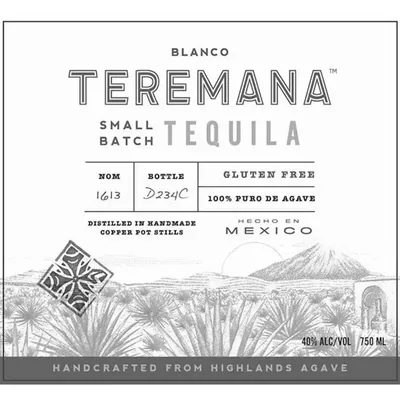 BLANCO
TEREMANA™
SMALL BATCH TEQUILA
NOM
1613
BOTTLE
D234C
GLUTEN FREE
100% PURO DE AGAVE
DISTILLED IN HANDMADE
COPPER POT STILLS
HECHO EN
MEXICO
40% ALC/VOL 750 ML
HANDCRAFTED FROM HIGHLANDS AGAVE